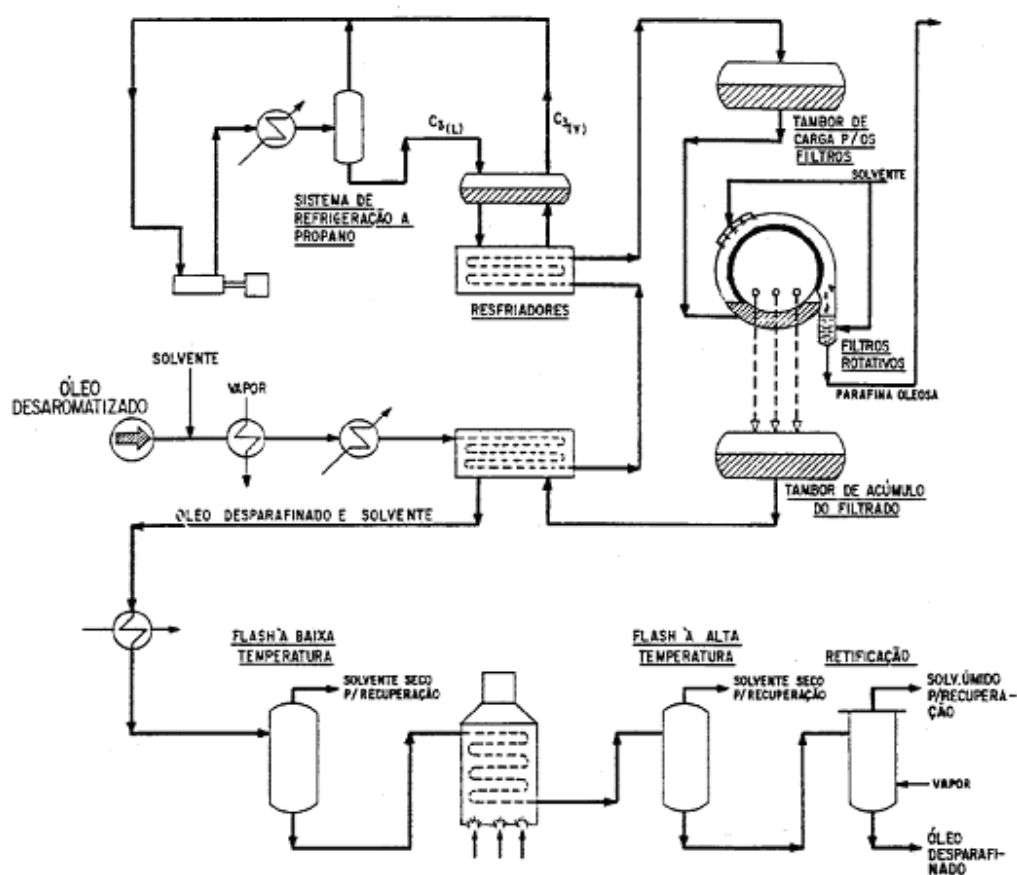 C3(L)
C3(V)
SISTEMA DE
REFRIGERAÇÃO A
PROPANO
RESFRIADORES
TAMBOR DE
CARGA P/OS
FILTROS
SOLVENTE
FILTROS
ROTATIVOS
PARAFINA OLEOSA
SOLVENTE
VAPOR
ÓLEO
DESAROMATIZADO
TAMBOR DE ACÚMULO
DO FILTRADO
ÓLEO DESPARAFINADO E SOLVENTE
FLASH À BAIXA
TEMPERATURA
SOLVENTE SECO
P/RECUPERAÇÃO
FLASH À ALTA
TEMPERATURA
SOLVENTE SECO
P/RECUPERAÇÃO
RETIFICAÇÃO
SOLV.ÚMIDO
P/RECUPERA-
ÇÃO
VAPOR
ÓLEO
DESPARAFI-
NADO